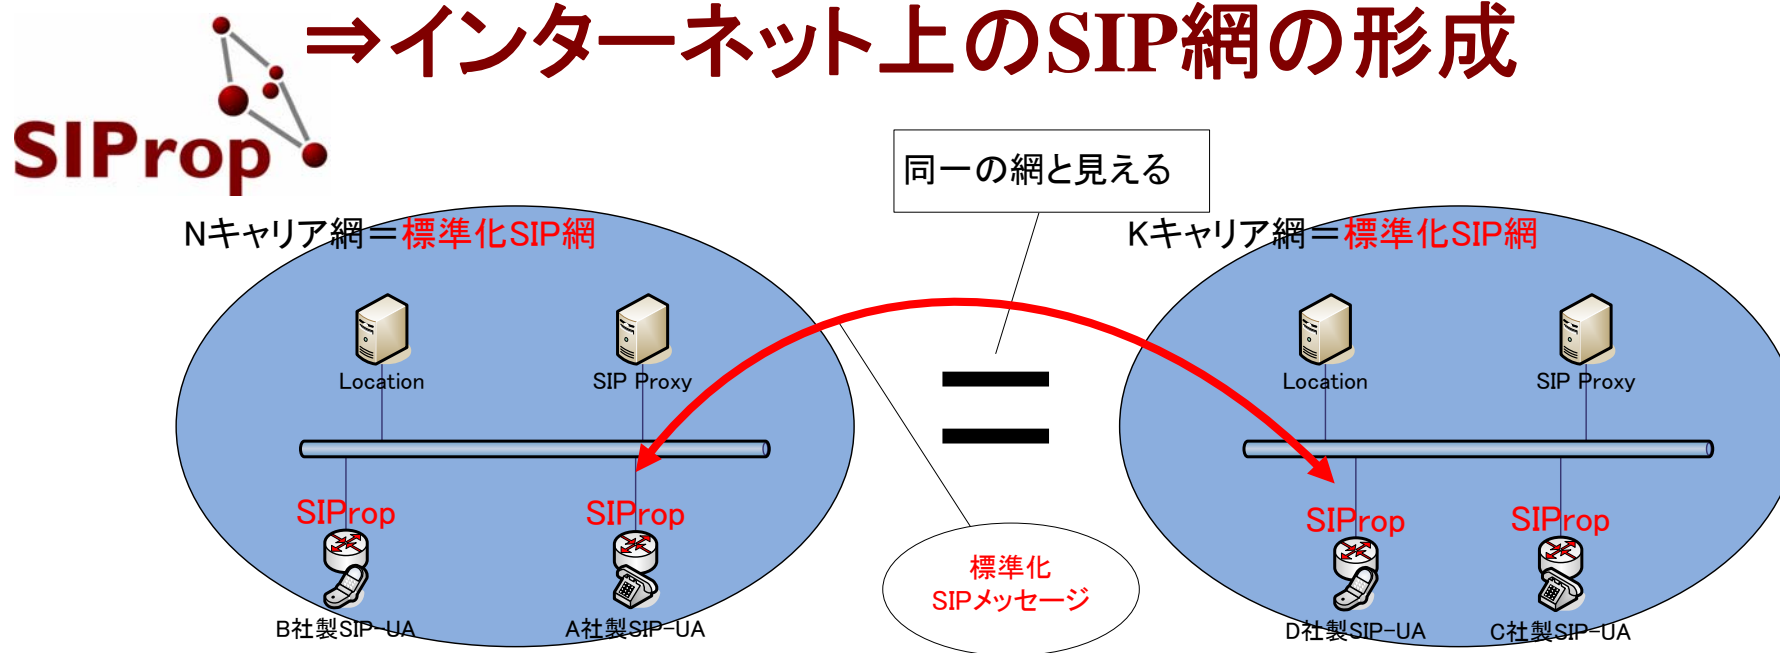 ⇒インターネット上のSIP網の形成
SIProp
同一の網と見える
Nキャリア網＝標準化SIP網
Kキャリア網＝標準化SIP網
Location
SIP Proxy
Location
SIP Proxy
SIProp
SIProp
SIProp
SIProp
標準化
SIPメッセージ
B社製SIP-UA
A社製SIP-UA
D社製SIP-UA
C社製SIP-UA